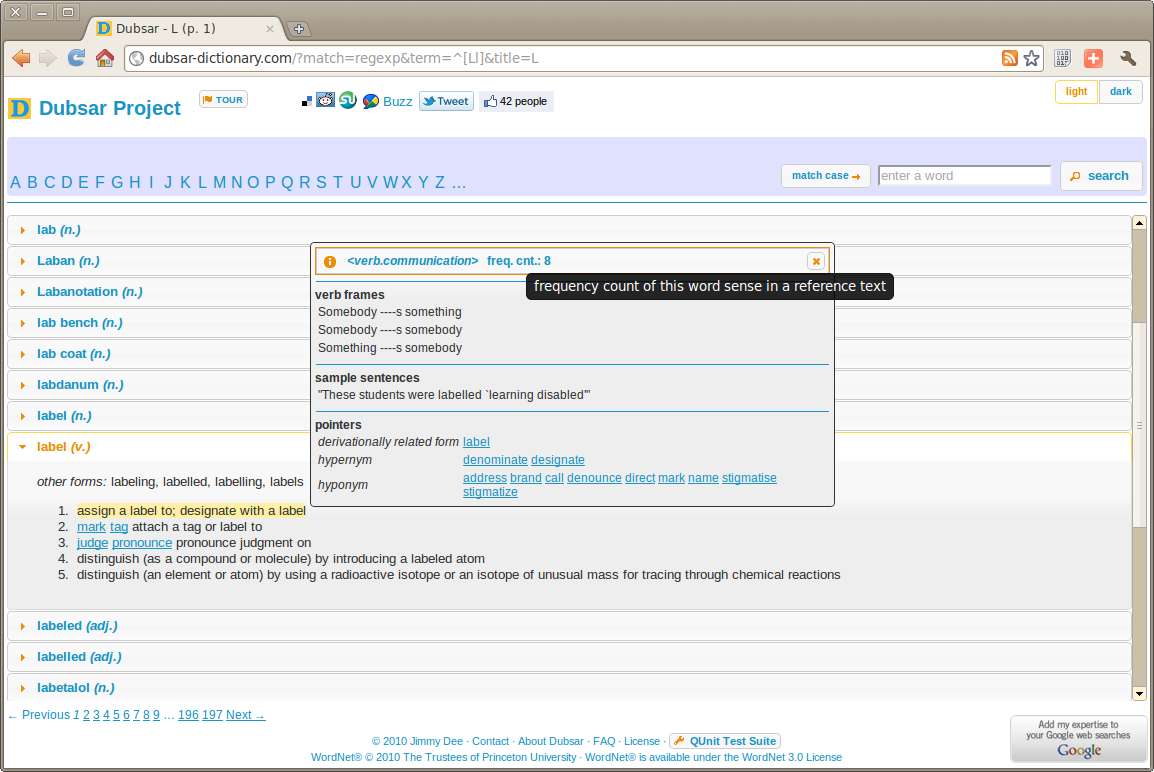 Dubsar - L (p. 1)
dubsar-dictionary.com/?match=regexp&term=^[Ll]&title=L
D Dubsar Project
TOUR
Buzz
Tweet
42 people
light
dark
A B C D E F G H I J K L M N O P Q R S T U V W X Y Z ...
match case →
enter a word
search
lab (n.)
Laban (n.)
Labanotation (n.)
lab bench (n.)
lab coat (n.)
labdanum (n.)
label (n.)
label (v.)
other forms: labeling, labelled, labelling, labels
1. assign a label to; designate with a label
2. mark tag attach a tag or label to
3. judge pronounce pronounce judgment on
4. distinguish (as a compound or molecule) by introducing a labeled atom
5. distinguish (an element or atom) by using a radioactive isotope or an isotope of unusual mass for tracing through chemical reactions
<verb.communication> freq. cnt.: 8
frequency count of this word sense in a reference text
verb frames
Somebody ----s something
Somebody ----s somebody
Something ----s somebody
sample sentences
"These students were labelled `learning disabled'"
pointers
derivationally related form label
hypernym denominate designate
hyponym address brand call denounce direct mark name stigmatise
stigmatize
labeled (adj.)
labelled (adj.)
labetalol (n.)
← Previous 1 2 3 4 5 6 7 8 9 ... 196 197 Next →
© 2010 Jimmy Dee · Contact · About Dubsar · FAQ · License · QUnit Test Suite
WordNet® © 2010 The Trustees of Princeton University · WordNet® is available under the WordNet 3.0 License
Add my expertise to
your Google web searches
Google